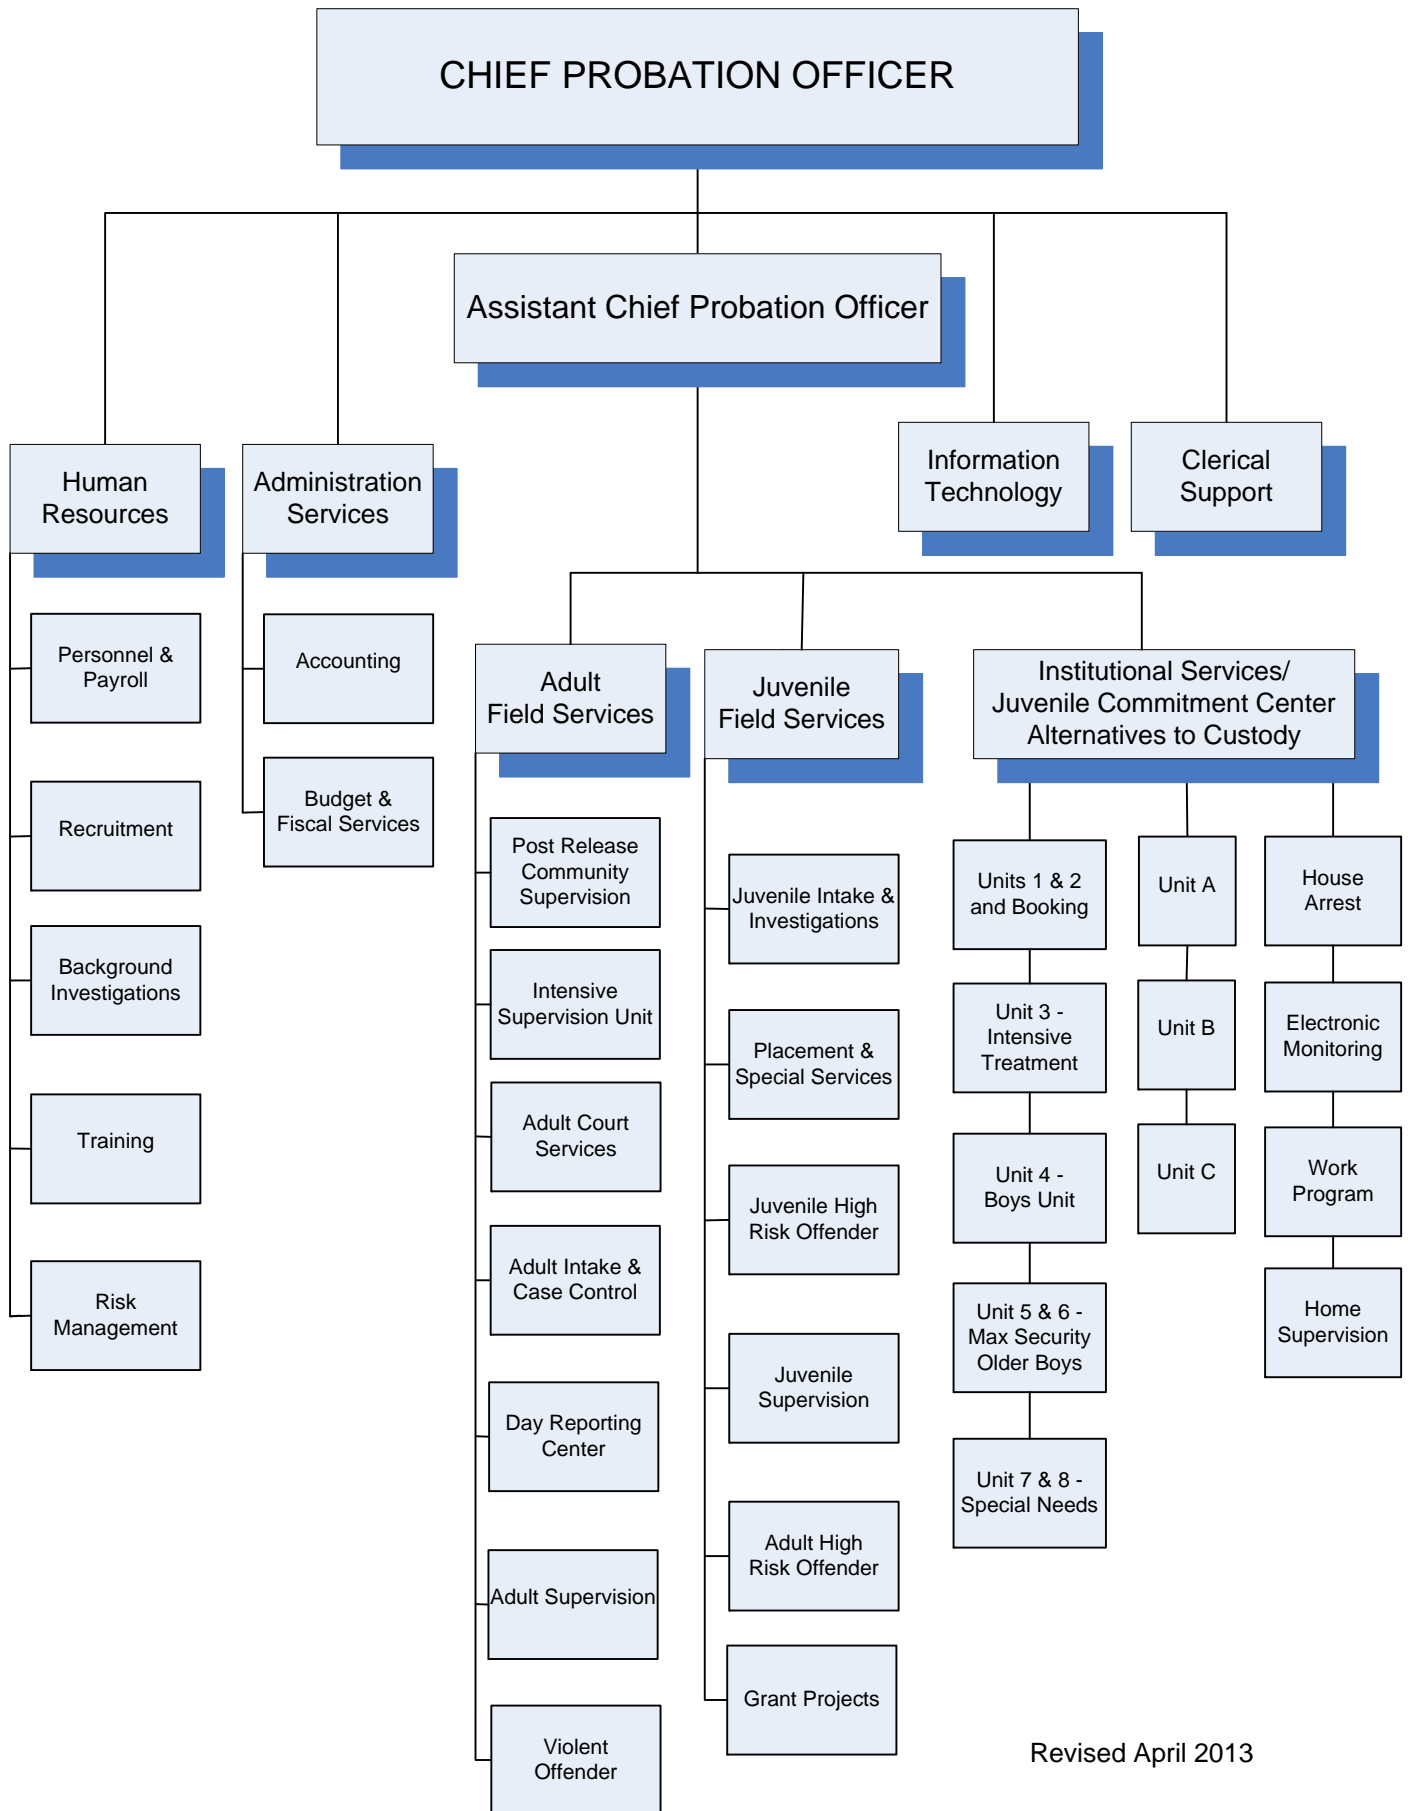 CHIEF PROBATION OFFICER
Assistant Chief Probation Officer
Human
Resources
Administration
Services
Information
Technology
Clerical
Support
Personnel &
Payroll
Recruitment
Background
Investigations
Training
Risk
Management
Accounting
Budget &
Fiscal Services
Adult
Field Services
Post Release
Community
Supervision
Intensive
Supervision Unit
Adult Court
Services
Adult Intake &
Case Control
Day Reporting
Center
Adult Supervision
Violent
Offender
Juvenile
Field Services
Juvenile Intake &
Investigations
Placement &
Special Services
Juvenile High
Risk Offender
Juvenile
Supervision
Adult High
Risk Offender
Grant Projects
Institutional Services/
Juvenile Commitment Center
Alternatives to Custody
Units 1 & 2
and Booking
Unit 3 -
Intensive
Treatment
Unit 4 -
Boys Unit
Unit 5 & 6 -
Max Security
Older Boys
Unit 7 & 8 -
Special Needs
Unit A
Unit B
Unit C
House
Arrest
Electronic
Monitoring
Work
Program
Home
Supervision
Revised April 2013